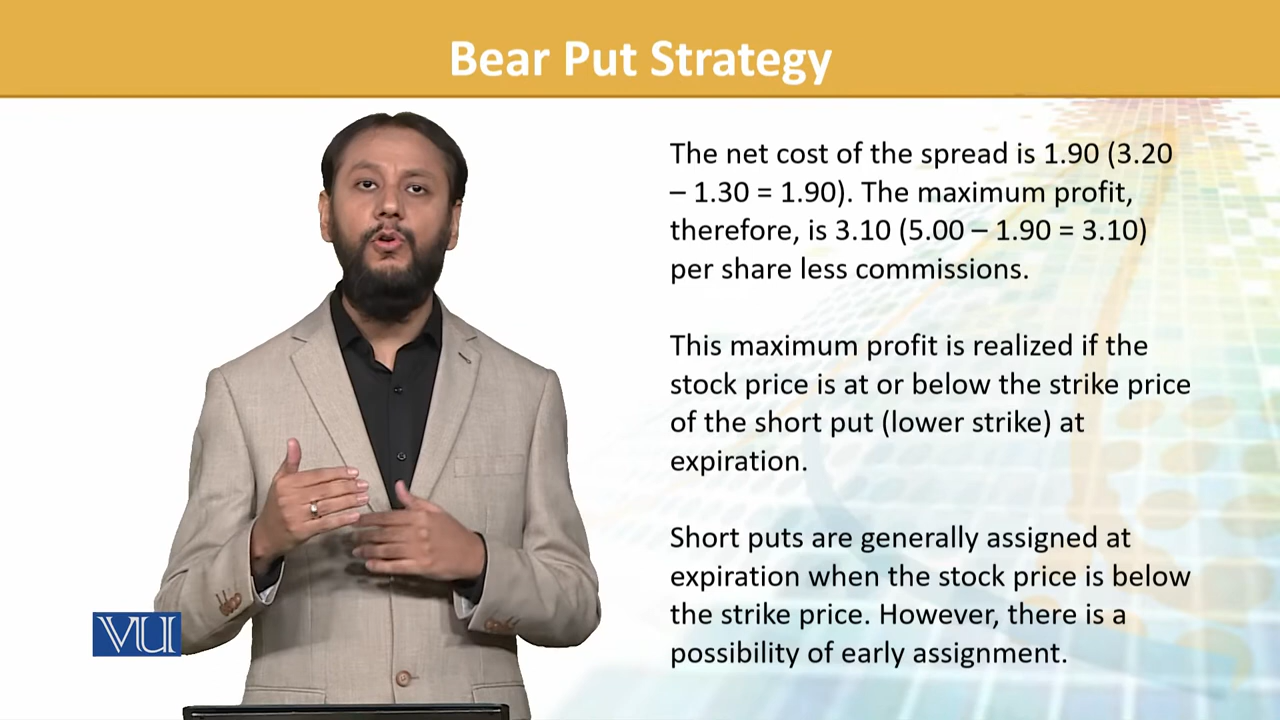 Bear Put Strategy
The net cost of the spread is 1.90 (3.20
– 1.30 = 1.90). The maximum profit,
therefore, is 3.10 (5.00 – 1.90 = 3.10)
per share less commissions.
This maximum profit is realized if the
stock price is at or below the strike price
of the short put (lower strike) at
expiration.
Short puts are generally assigned at
expiration when the stock price is below
the strike price. However, there is a
possibility of early assignment.
VU